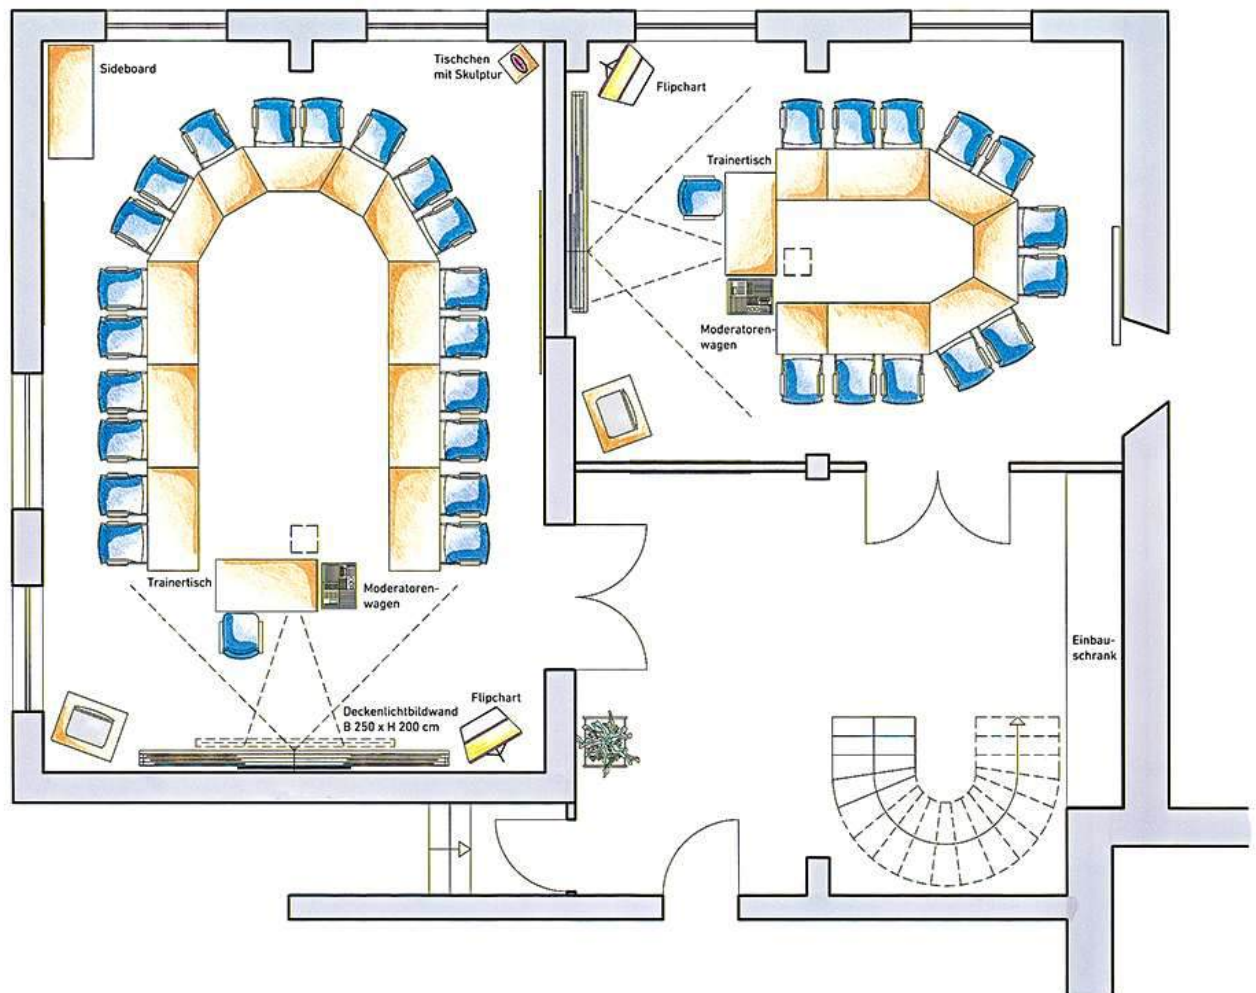 Sideboard
Tischchen
mit Skulptur
Flipchart
Trainertisch
Moderatoren-
wagen
Trainertisch
Moderatoren-
wagen
Einbau-
schrank
Flipchart
Deckenlichtbildwand
B 250 x H 200 cm